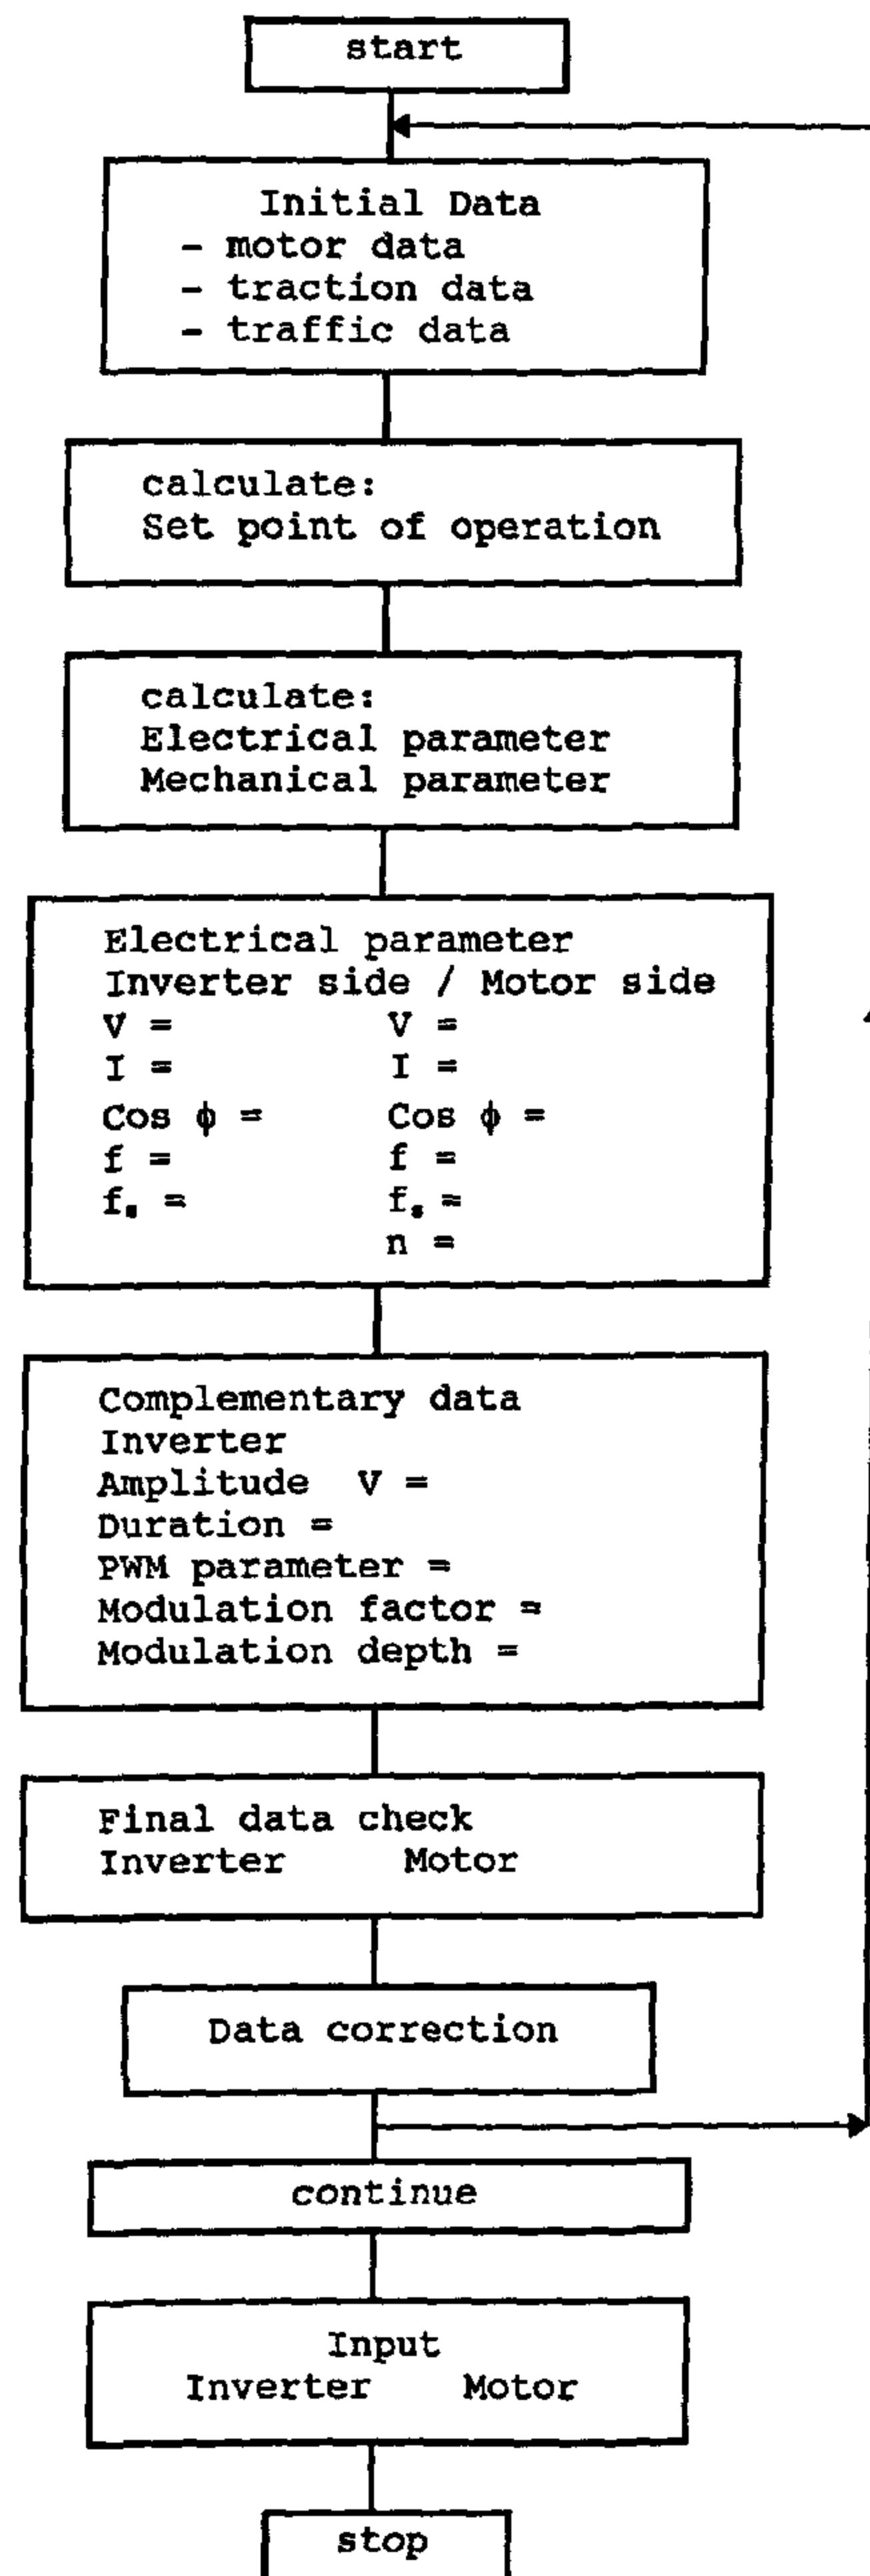 start
Initial Data
- motor data
- traction data
- traffic data
calculate:
Set point of operation
calculate:
Electrical parameter
Mechanical parameter
Electrical parameter
Inverter side / Motor side
V = V =
I = I =
Cos ϕ = Cos ϕ =
f = f =
fₛ = fₛ =
n =
Complementary data
Inverter
Amplitude V =
Duration =
PWM parameter =
Modulation factor =
Modulation depth =
Final data check
Inverter Motor
Data correction
continue
Input
Inverter Motor
stop